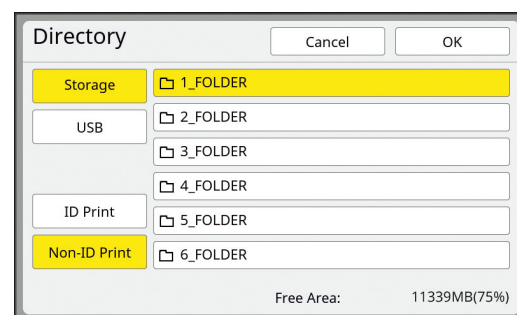 Directory
Cancel
OK
Storage
1_FOLDER
USB
2_FOLDER
3_FOLDER
4_FOLDER
ID Print
5_FOLDER
Non-ID Print
6_FOLDER
Free Area: 11339MB(75%)